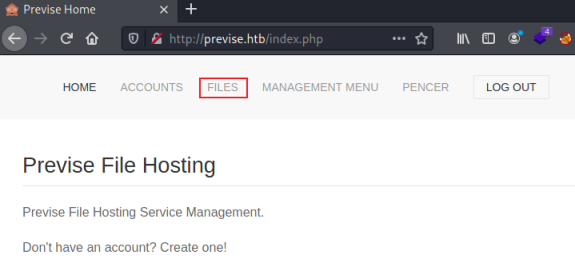 Previse Home
http://previse.htb/index.php
4
HOME ACCOUNTS FILES MANAGEMENT MENU PENCER LOG OUT
Previse File Hosting
Previse File Hosting Service Management.
Don't have an account? Create one!